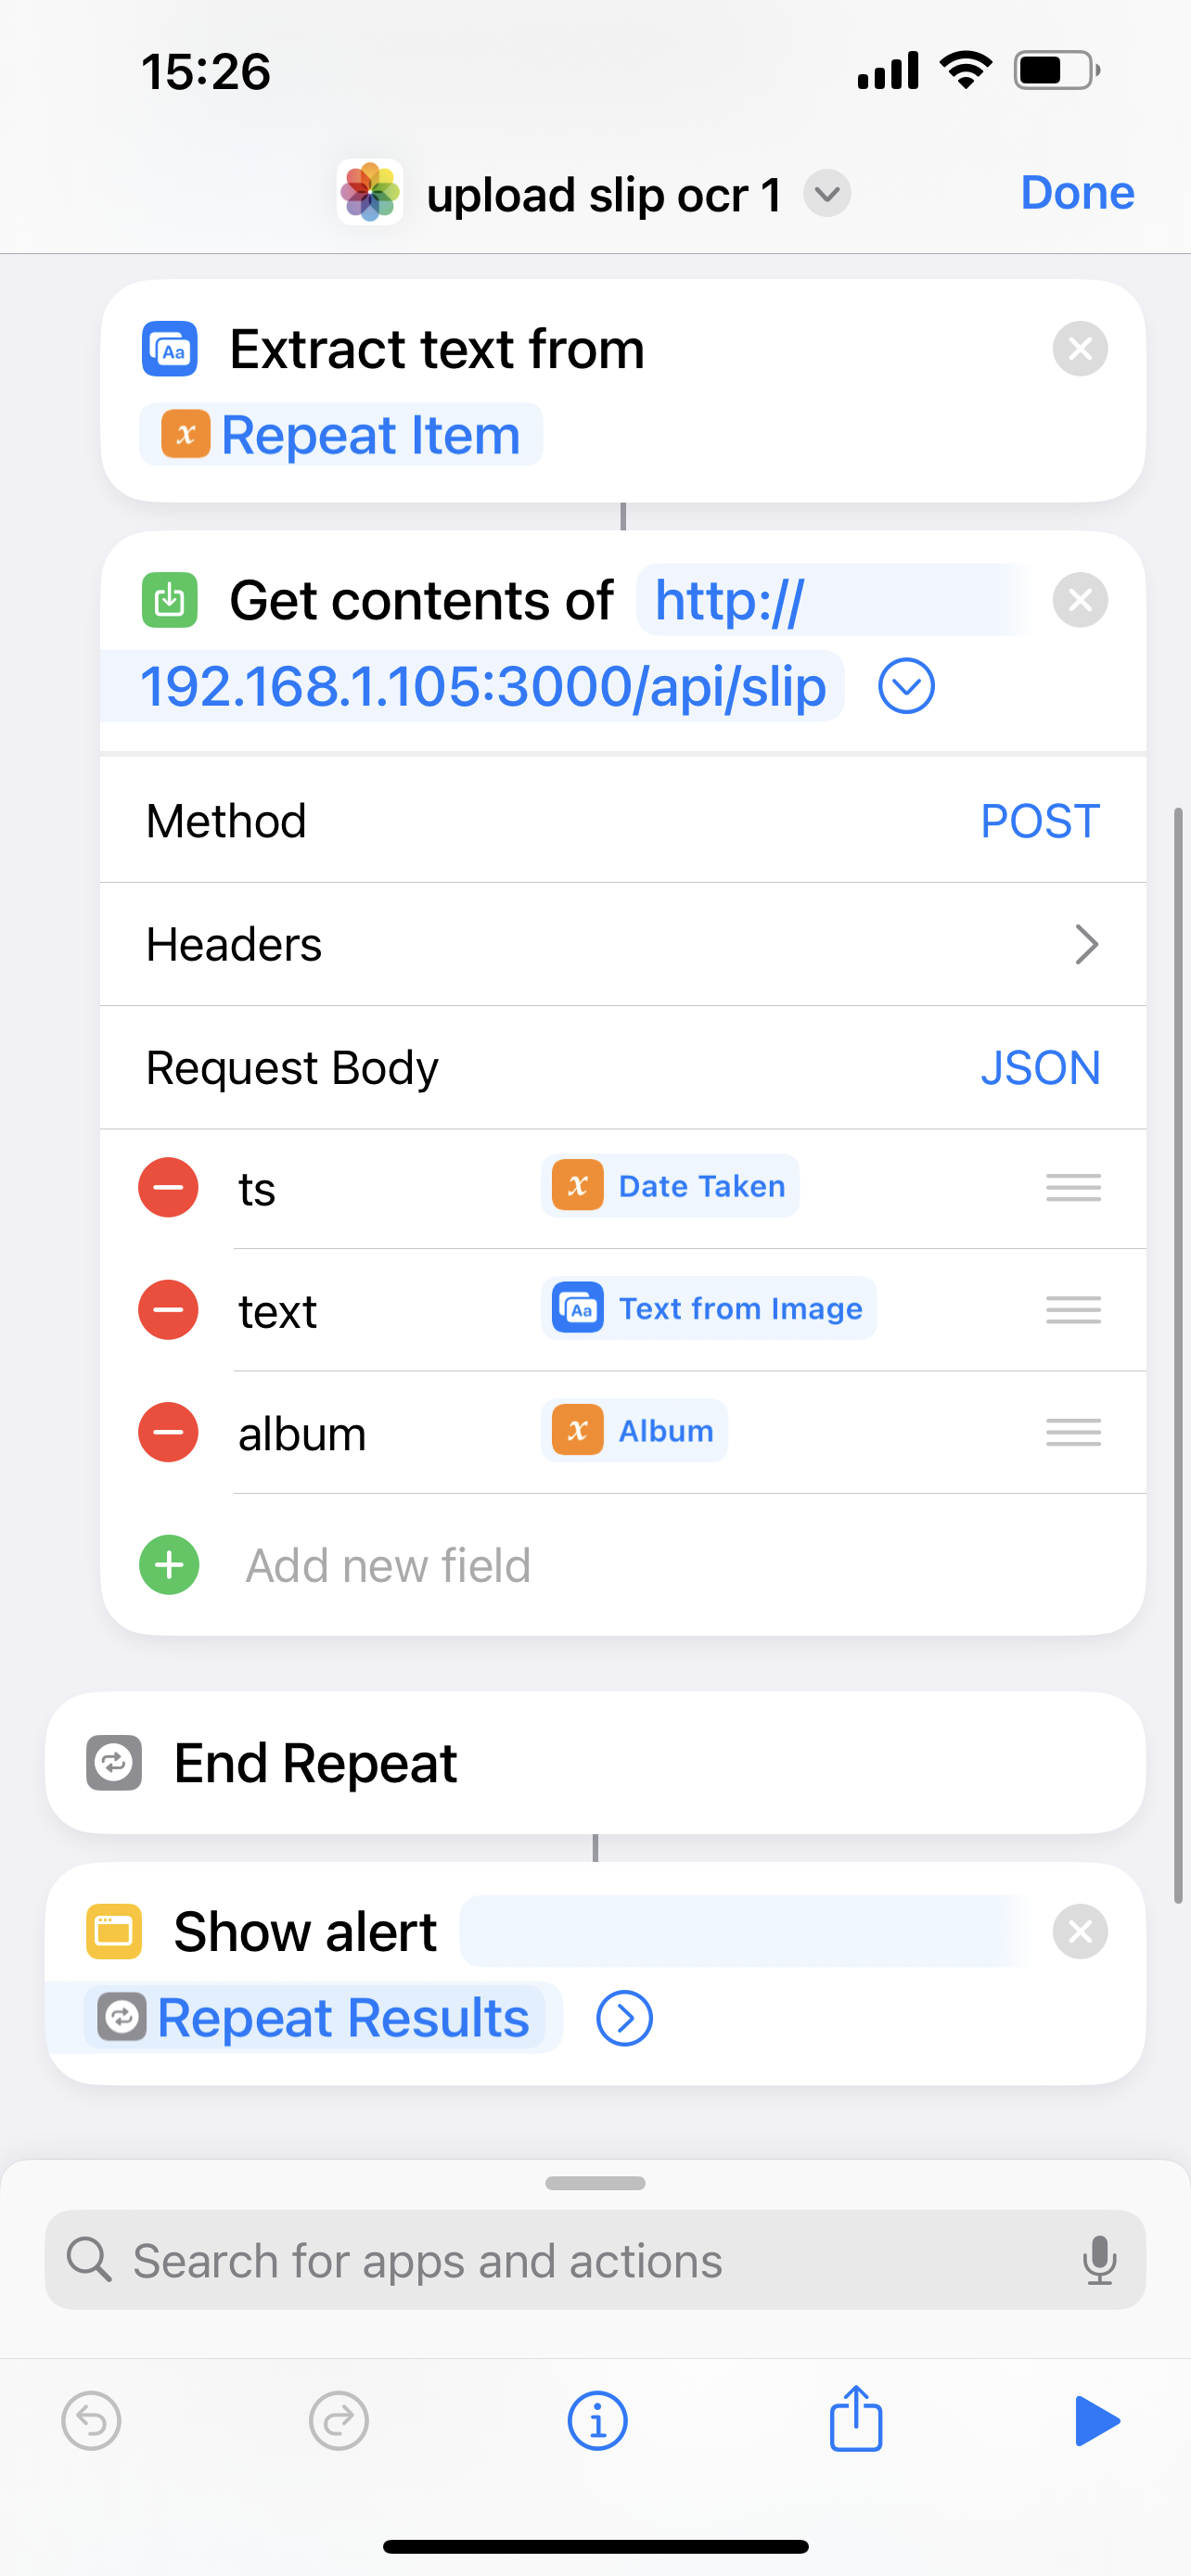 15:26
upload slip ocr 1
Done
Extract text from
Repeat Item
Get contents of http://
192.168.1.105:3000/api/slip
Method POST
Headers
Request Body JSON
ts Date Taken
text Aa Text from Image
album Album
Add new field
End Repeat
Show alert
Repeat Results
Search for apps and actions